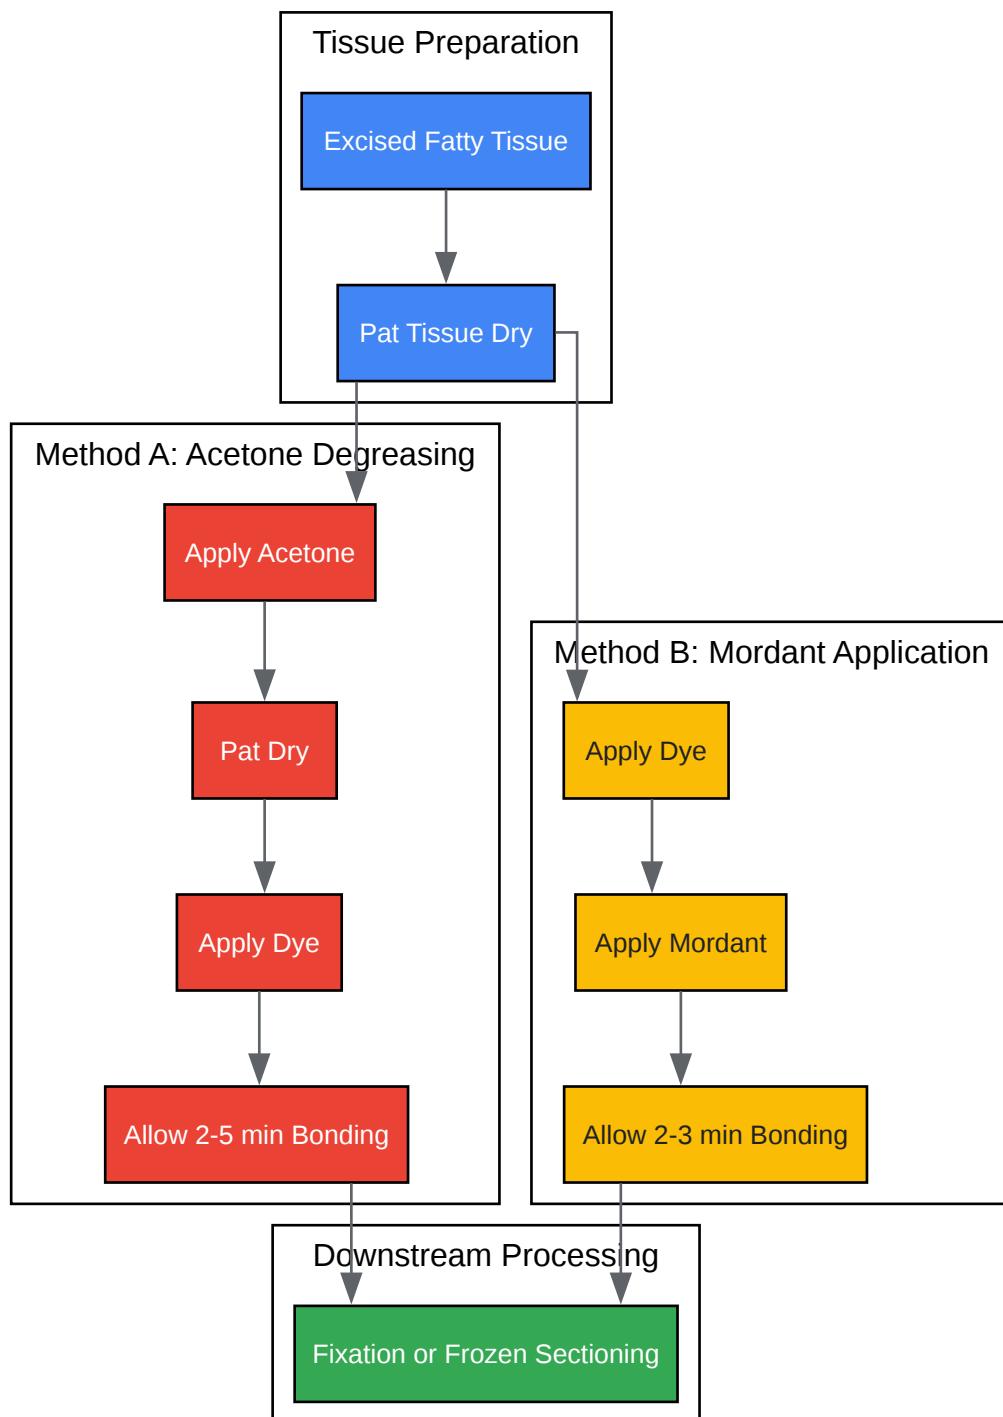 Tissue Preparation
Excised Fatty Tissue
Pat Tissue Dry
Method A: Acetone Degreasing
Apply Acetone
Pat Dry
Apply Dye
Allow 2-5 min Bonding
Method B: Mordant Application
Apply Dye
Apply Mordant
Allow 2-3 min Bonding
Downstream Processing
Fixation or Frozen Sectioning